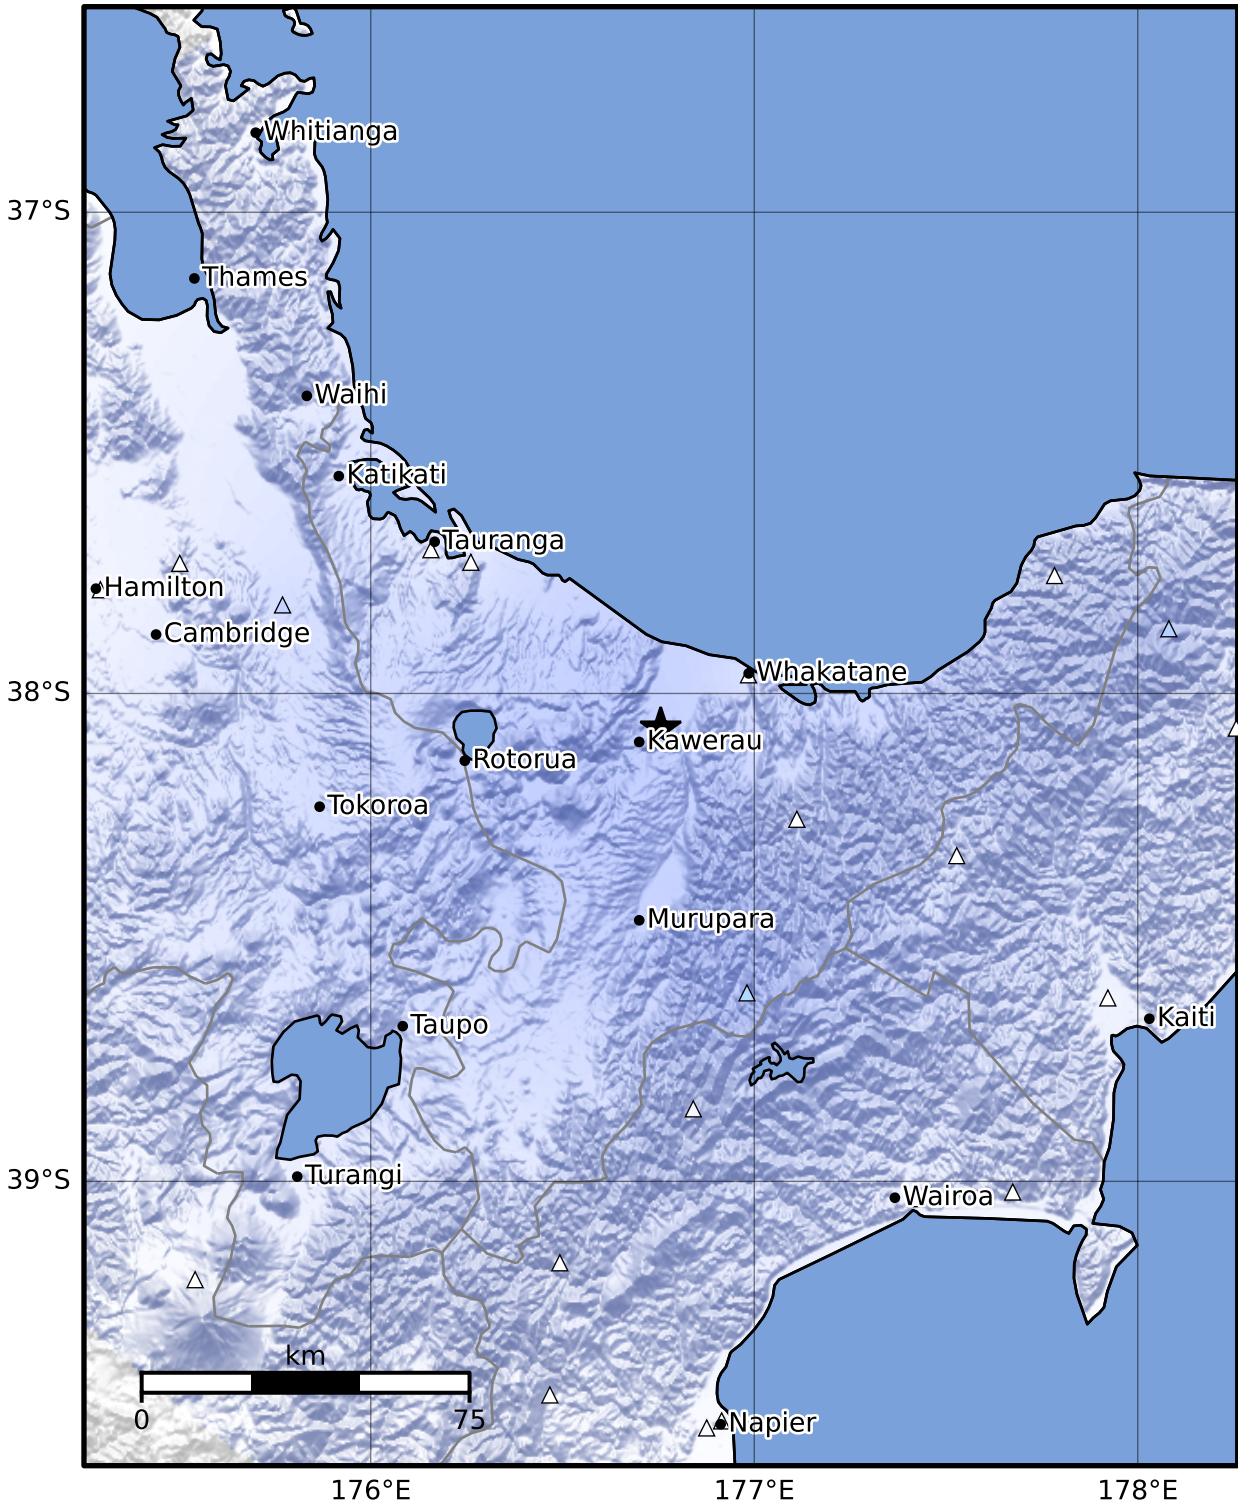 Whitianga
37°S
Thames
Waihi
Katikati
Tauranga
Hamilton
Cambridge
Whakatane
38°S
Kawerau
Rotorua
Tokoroa
Murupara
Kaiti
Taupo
Turangi
39°S
Wairoa
km
0 75
Napier
176°E 177°E 178°E